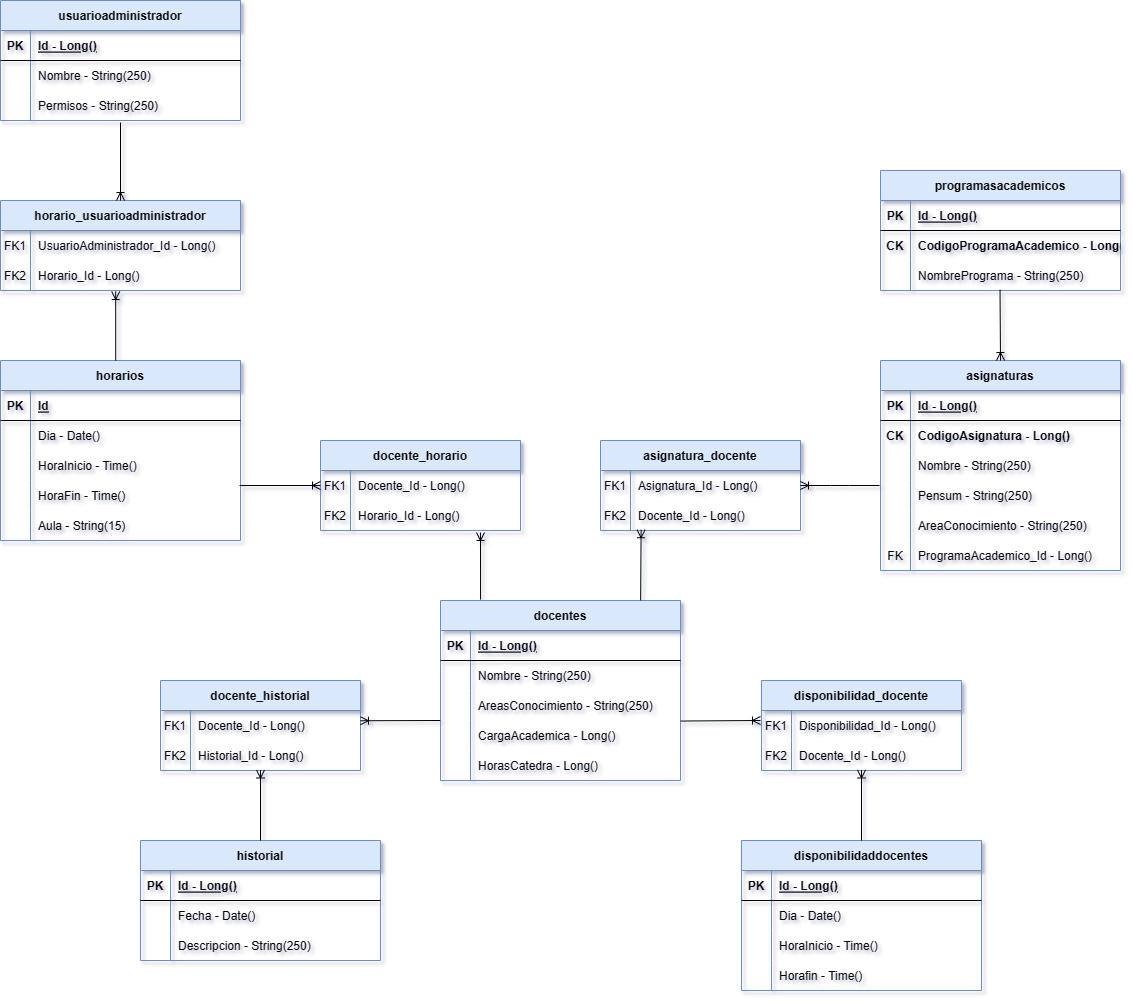 usuarioadministrador
PK Id - Long()
Nombre - String(250)
Permisos - String(250)
horario_usuarioadministrador
FK1 UsuarioAdministrador_Id - Long()
FK2 Horario_Id - Long()
programasacademicos
PK Id - Long()
CK CodigoProgramaAcademico - Long
NombrePrograma - String(250)
horarios
PK Id
Dia - Date()
HoraInicio - Time()
HoraFin - Time()
Aula - String(15)
asignaturas
PK Id - Long()
CK CodigoAsignatura - Long()
Nombre - String(250)
Pensum - String(250)
AreaConocimiento - String(250)
FK ProgramaAcademico_Id - Long()
docente_horario
FK1 Docente_Id - Long()
FK2 Horario_Id - Long()
asignatura_docente
FK1 Asignatura_Id - Long()
FK2 Docente_Id - Long()
docentes
PK Id - Long()
Nombre - String(250)
AreasConocimiento - String(250)
CargaAcademica - Long()
HorasCatedra - Long()
docente_historial
FK1 Docente_Id - Long()
FK2 Historial_Id - Long()
disponibilidad_docente
FK1 Disponibilidad_Id - Long()
FK2 Docente_Id - Long()
historial
PK Id - Long()
Fecha - Date()
Descripcion - String(250)
disponibilidaddocentes
PK Id - Long()
Dia - Date()
HoraInicio - Time()
Horafin - Time()